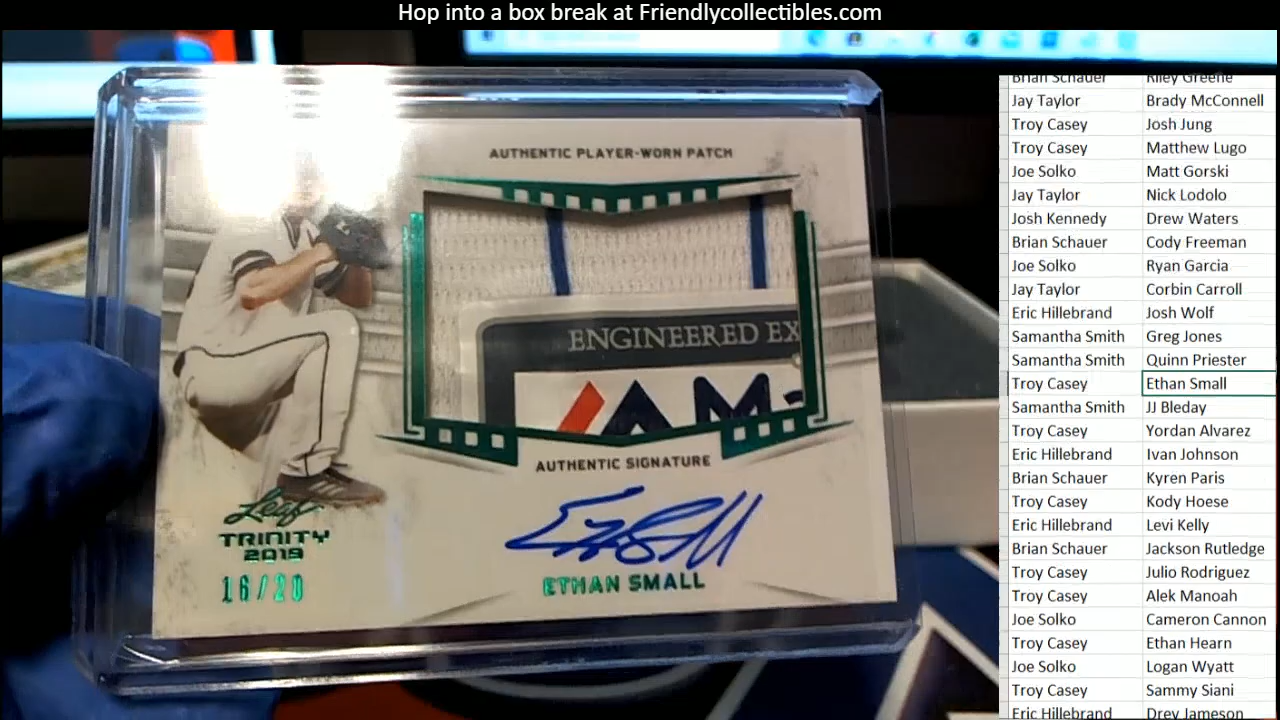 Hop into a box break at Friendlycollectibles.com
AUTHENTIC PLAYER-WORN PATCH
ENGINEERED EX
AUTHENTIC SIGNATURE
Leaf
TRINITY
2019
16/20
ETHAN SMALL
Brian Schauer Riley Greene
Jay Taylor Brady McConnell
Troy Casey Josh Jung
Troy Casey Matthew Lugo
Joe Solko Matt Gorski
Jay Taylor Nick Lodolo
Josh Kennedy Drew Waters
Brian Schauer Cody Freeman
Joe Solko Ryan Garcia
Jay Taylor Corbin Carroll
Eric Hillebrand Josh Wolf
Samantha Smith Greg Jones
Samantha Smith Quinn Priester
Troy Casey Ethan Small
Samantha Smith JJ Bleday
Troy Casey Yordan Alvarez
Eric Hillebrand Ivan Johnson
Brian Schauer Kyren Paris
Troy Casey Kody Hoese
Eric Hillebrand Levi Kelly
Brian Schauer Jackson Rutledge
Troy Casey Julio Rodriguez
Troy Casey Alek Manoah
Joe Solko Cameron Cannon
Troy Casey Ethan Hearn
Joe Solko Logan Wyatt
Troy Casey Sammy Siani
Eric Hillebrand Drey Jameson